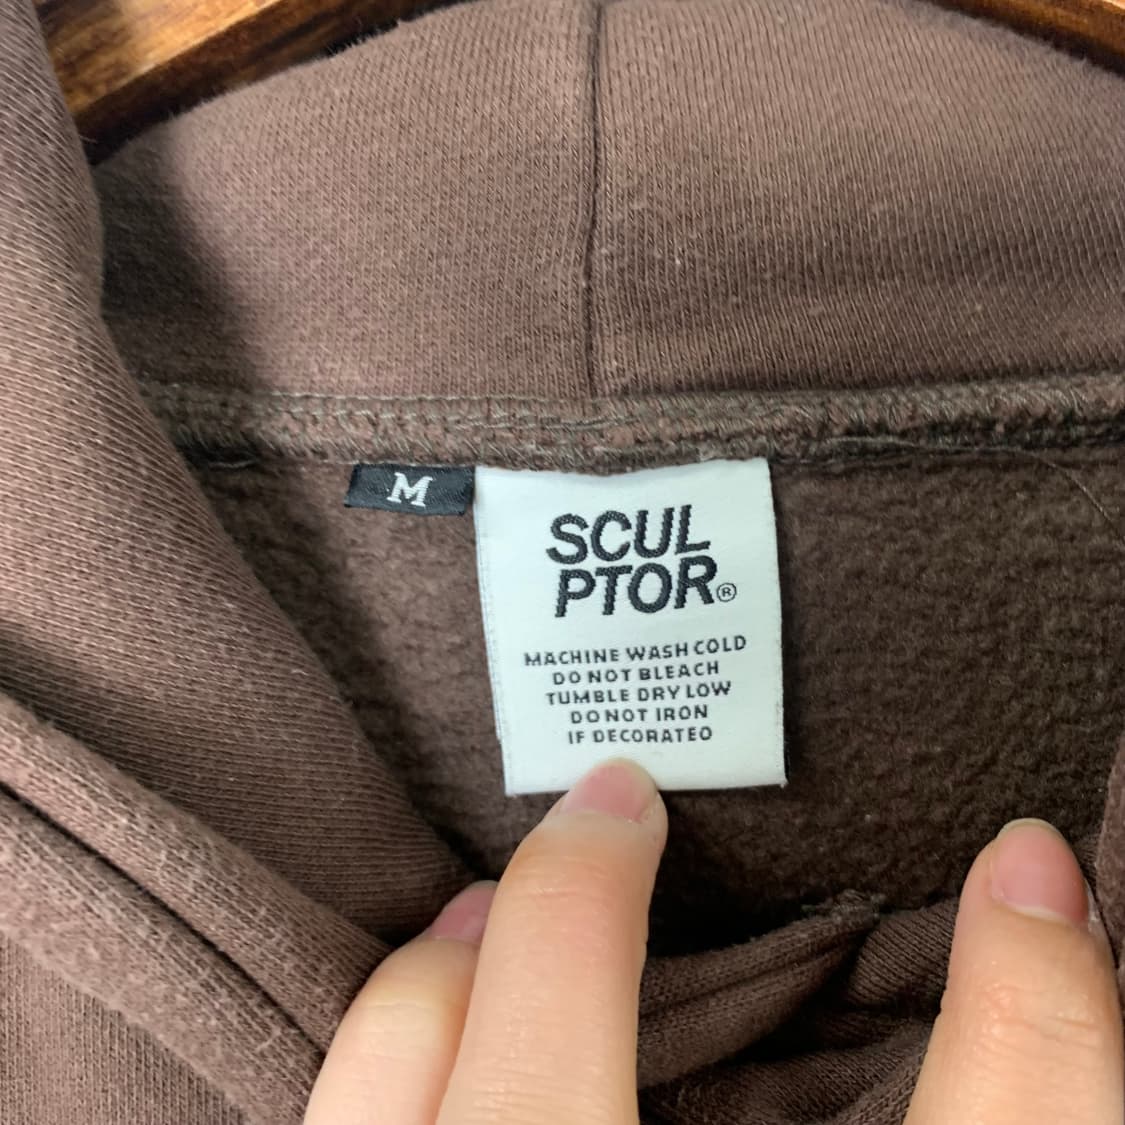 M
SCUL
PTOR®
MACHINE WASH COLD
DO NOT BLEACH
TUMBLE DRY LOW
DO NOT IRON
IF DECORATED